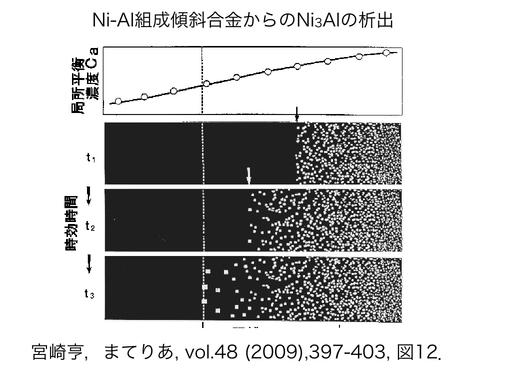 Ni-Al組成傾斜合金からのNi₃Alの析出
局所平衡
濃度Ca
t₁
時効時間
t₂
t₃
宮崎亨，まてりあ, vol.48 (2009),397-403, 図12.